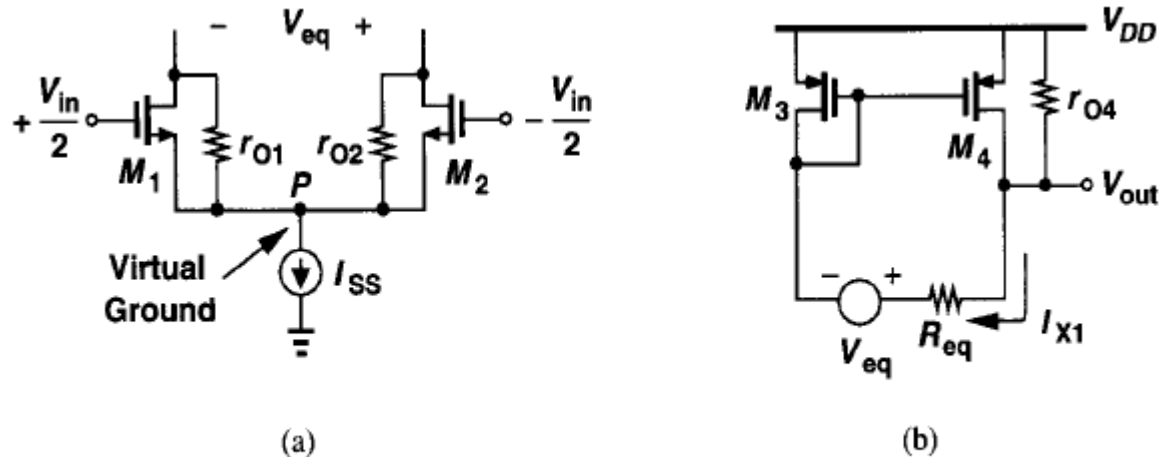 − V_eq +
+ V_in/2
− V_in/2
r_O1
r_O2
M_1
M_2
P
Virtual
Ground
I_SS
(a)
V_DD
M_3
M_4
r_O4
V_out
− +
V_eq
R_eq
I_X1
(b)